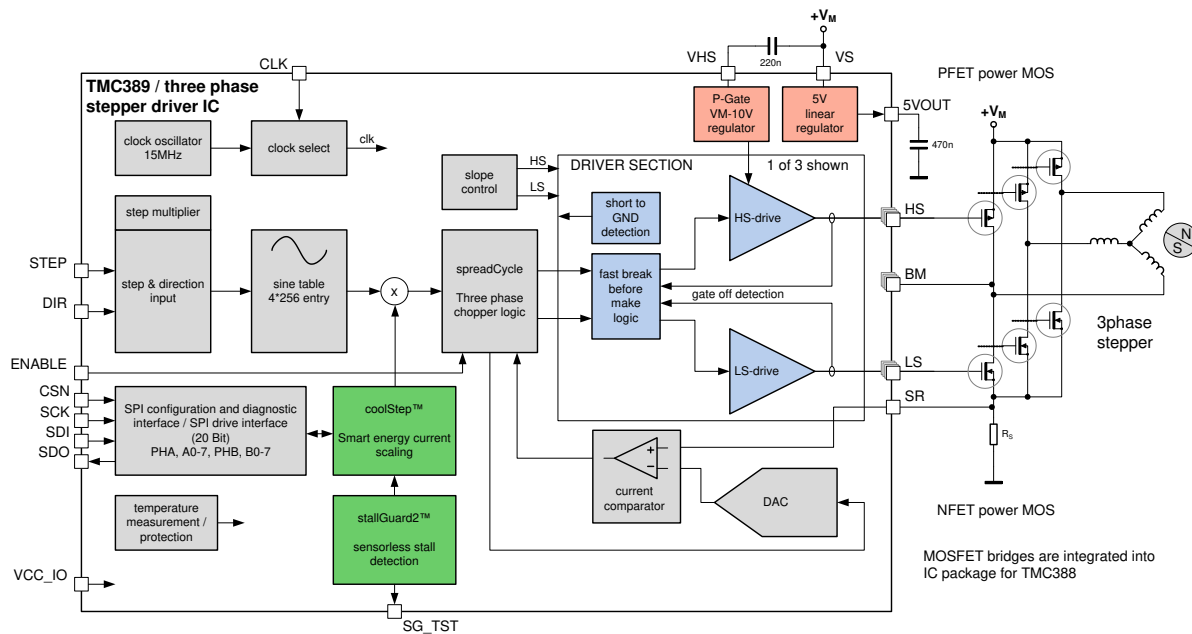 +VM
VHS
220n
VS
CLK
TMC389 / three phase
stepper driver IC
PFET power MOS
P-Gate
VM-10V
regulator
5V
linear
regulator
5VOUT
+VM
470n
clock oscillator
15MHz
clock select
clk
slope
control
HS
LS
DRIVER SECTION
1 of 3 shown
short to
GND
detection
HS-drive
HS
N
S
step multiplier
STEP
DIR
step & direction
input
sine table
4*256 entry
x
spreadCycle
Three phase
chopper logic
fast break
before
make
logic
gate off detection
BM
3phase
stepper
ENABLE
LS-drive
LS
CSN
SCK
SDI
SDO
SPI configuration and diagnostic
interface / SPI drive interface
(20 Bit)
PHA, A0-7, PHB, B0-7
coolStep™
Smart energy current
scaling
SR
RS
+
−
current
comparator
DAC
temperature
measurement /
protection
stallGuard2™
sensorless stall
detection
NFET power MOS
MOSFET bridges are integrated into
IC package for TMC388
VCC_IO
SG_TST